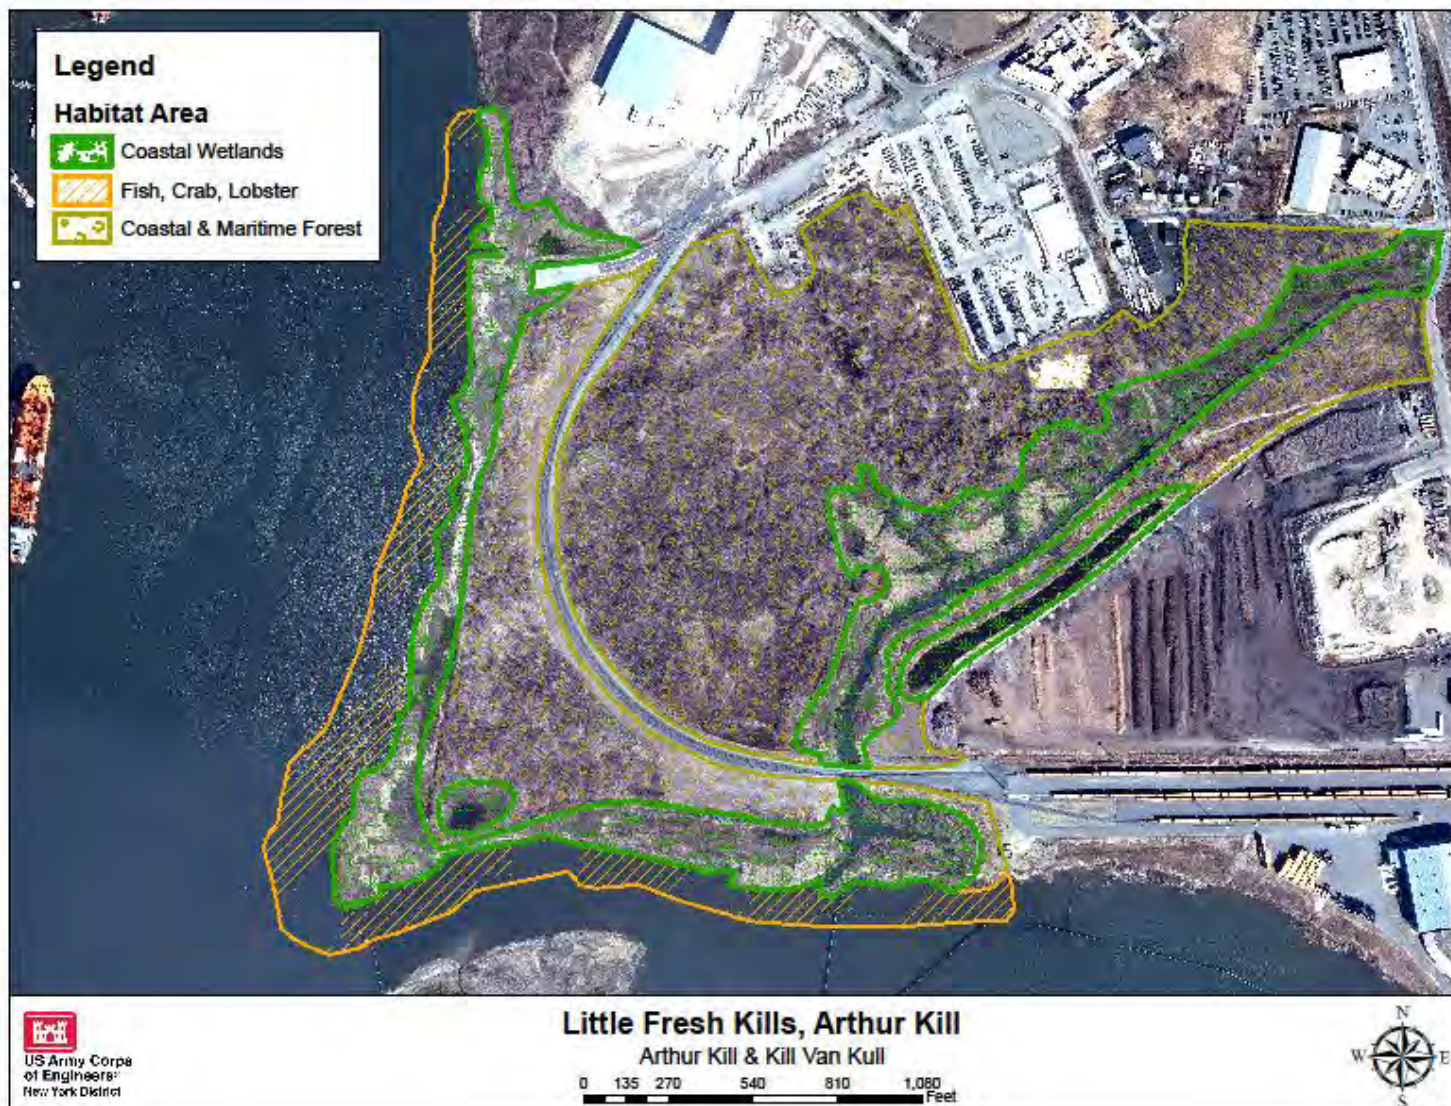 Legend
Habitat Area
Coastal Wetlands
Fish, Crab, Lobster
Coastal & Maritime Forest
US Army Corps
of Engineers
New York District
Little Fresh Kills, Arthur Kill
Arthur Kill & Kill Van Kull
0 135 270 540 810 1,080
Feet
N
W E
S